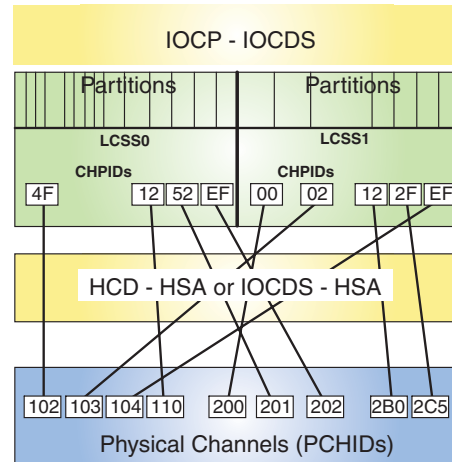 IOCP - IOCDS
Partitions Partitions
LCSS0 LCSS1
CHPIDs CHPIDs
4F 12 52 EF 00 02 12 2F EF
HCD - HSA or IOCDS - HSA
102 103 104 110 200 201 202 2B0 2C5
Physical Channels (PCHIDs)